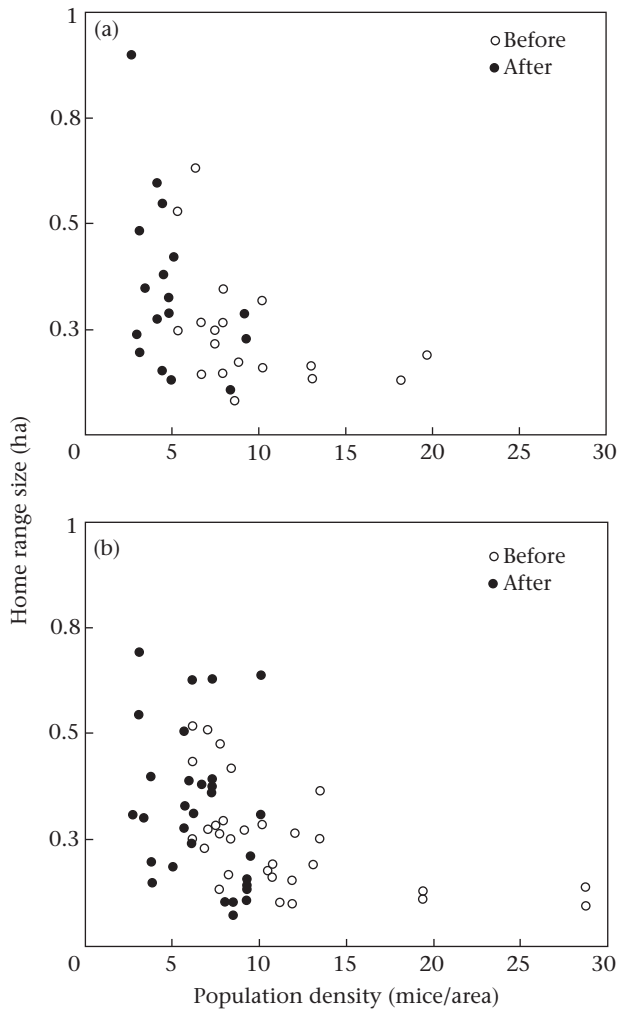 1
(a)
Before
After
0.8
0.5
0.3
0 5 10 15 20 25 30
1
(b)
Before
After
0.8
0.5
0.3
0 5 10 15 20 25 30
Home range size (ha)
Population density (mice/area)